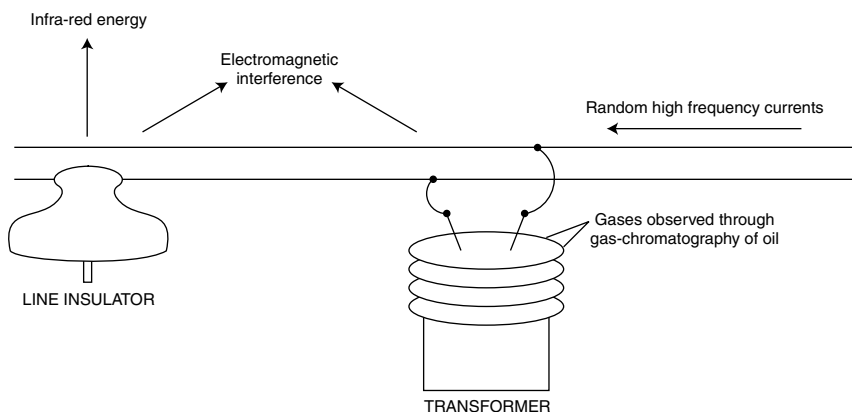 Infra-red energy
Electromagnetic
interference
Random high frequency currents
Gases observed through
gas-chromatography of oil
LINE INSULATOR
TRANSFORMER